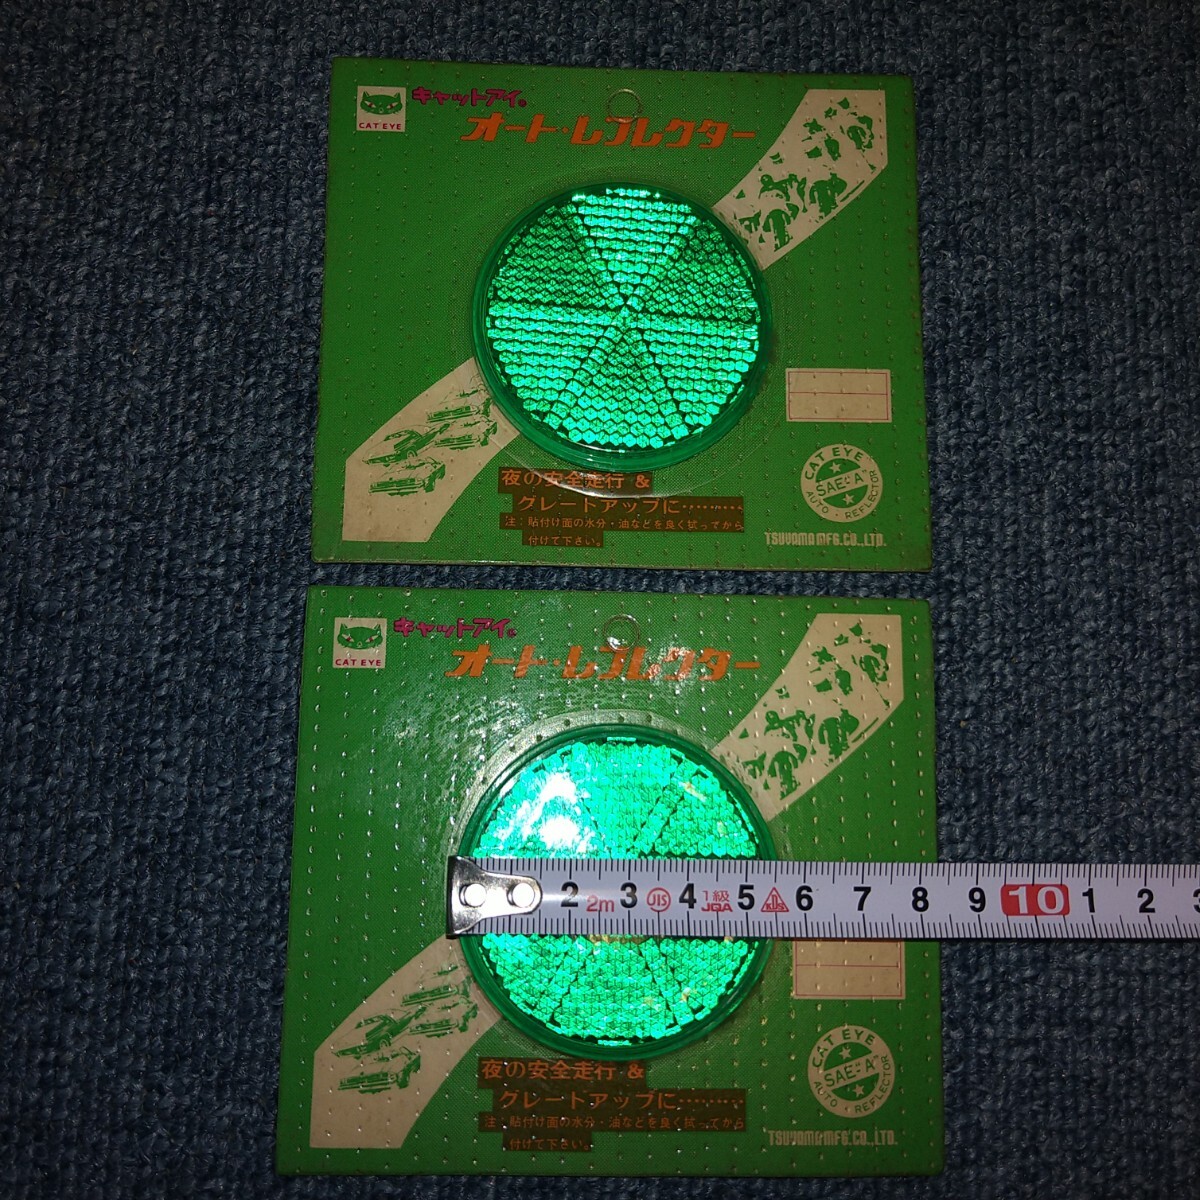 キャットアイ。
CAT EYE
オート・レフレクター
夜の安全走行 &
グレードアップに………
注：貼付け面の水分・油などを良く拭ってから
付けて下さい。
CAT EYE
SAE-"A"
AUTO - REFLECTOR
TSUYAMA MFG.CO.,LTD.
キャットアイ。
CAT EYE
オート・レフレクター
2 2m 3 JIS 4 1級 JQA 5 6 7 8 9 10 1 2 3
夜の安全走行 &
グレートアップに………
注：貼付け面の水分・油などを良く拭ってから
付けて下さい。
CAT EYE
SAE-"A"
AUTO REFLECTOR
TSUYAMA MFG.CO.,LTD.